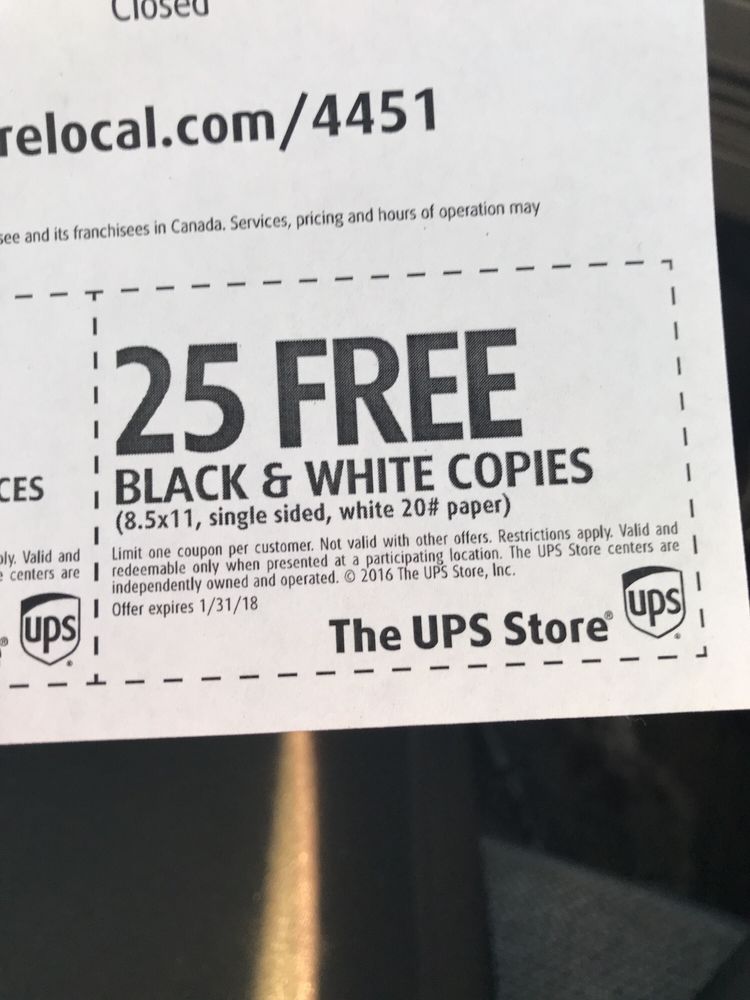 Closed
relocal.com/4451
see and its franchisees in Canada. Services, pricing and hours of operation may
25 FREE
BLACK & WHITE COPIES
(8.5x11, single sided, white 20# paper)
Limit one coupon per customer. Not valid with other offers. Restrictions apply. Valid and
redeemable only when presented at a participating location. The UPS Store centers are
independently owned and operated. © 2016 The UPS Store, Inc.
Offer expires 1/31/18
The UPS Store®
ups®
CES
ply. Valid and
e centers are
® ups®